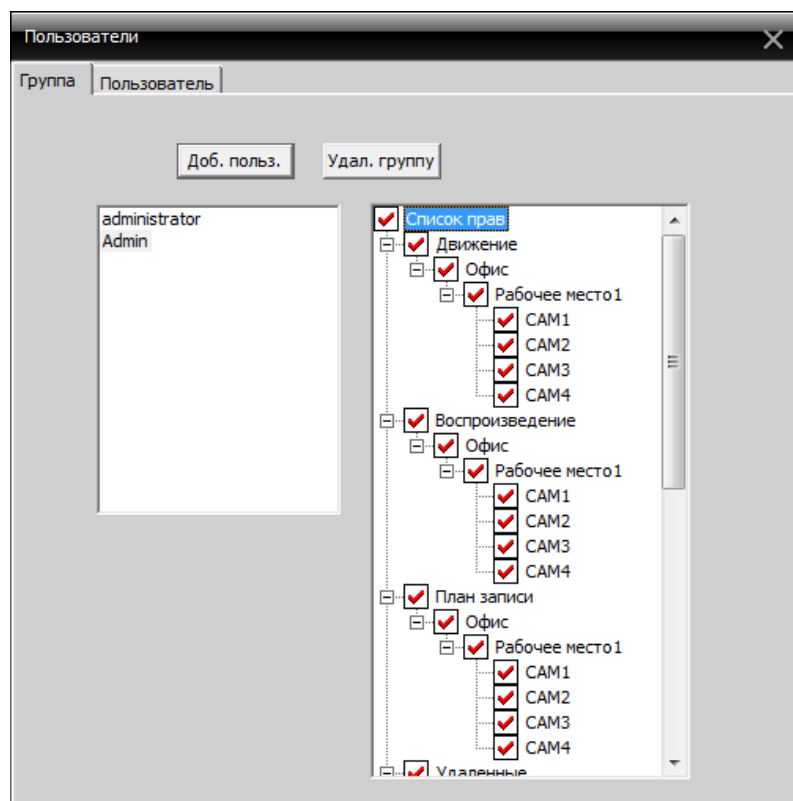 Пользователи
Группа
Пользователь
Доб. польз.
Удал. группу
administrator
Admin
Список прав
Движение
Офис
Рабочее место1
CAM1
CAM2
CAM3
CAM4
Воспроизведение
Офис
Рабочее место1
CAM1
CAM2
CAM3
CAM4
План записи
Офис
Рабочее место1
CAM1
CAM2
CAM3
CAM4
Удаленные